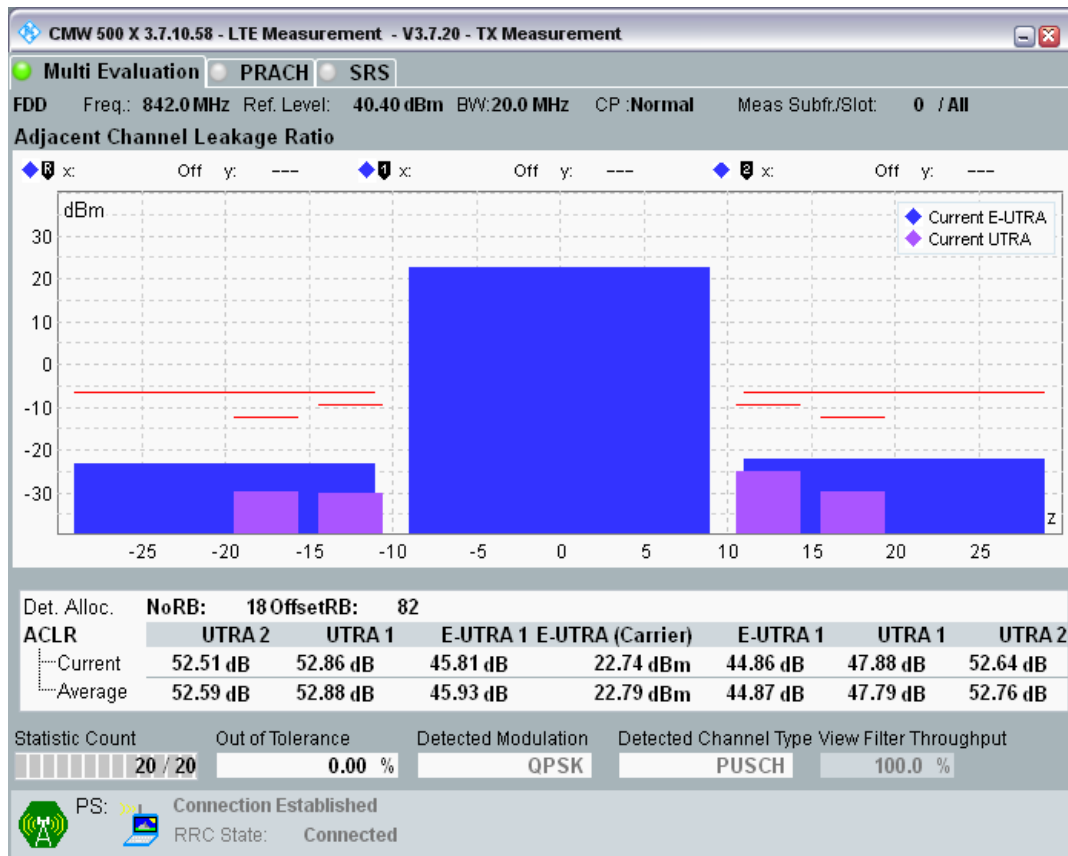 CMW 500 X 3.7.10.58 - LTE Measurement - V3.7.20 - TX Measurement
Multi Evaluation PRACH SRS
FDD Freq.: 842.0 MHz Ref. Level: 40.40 dBm BW:20.0 MHz CP :Normal Meas Subfr./Slot: 0 / All
Adjacent Channel Leakage Ratio
R x: Off y: --- 1 x: Off y: --- 2 x: Off y: ---
dBm
Current E-UTRA
Current UTRA
30
20
10
0
-10
-20
-30
z
-25 -20 -15 -10 -5 0 5 10 15 20 25
Det. Alloc. NoRB: 18 OffsetRB: 82
ACLR UTRA 2 UTRA 1 E-UTRA 1 E-UTRA (Carrier) E-UTRA 1 UTRA 1 UTRA 2
Current 52.51 dB 52.86 dB 45.81 dB 22.74 dBm 44.86 dB 47.88 dB 52.64 dB
Average 52.59 dB 52.88 dB 45.93 dB 22.79 dBm 44.87 dB 47.79 dB 52.76 dB
Statistic Count Out of Tolerance Detected Modulation Detected Channel Type View Filter Throughput
20 / 20 0.00 % QPSK PUSCH 100.0 %
PS: Connection Established
RRC State: Connected